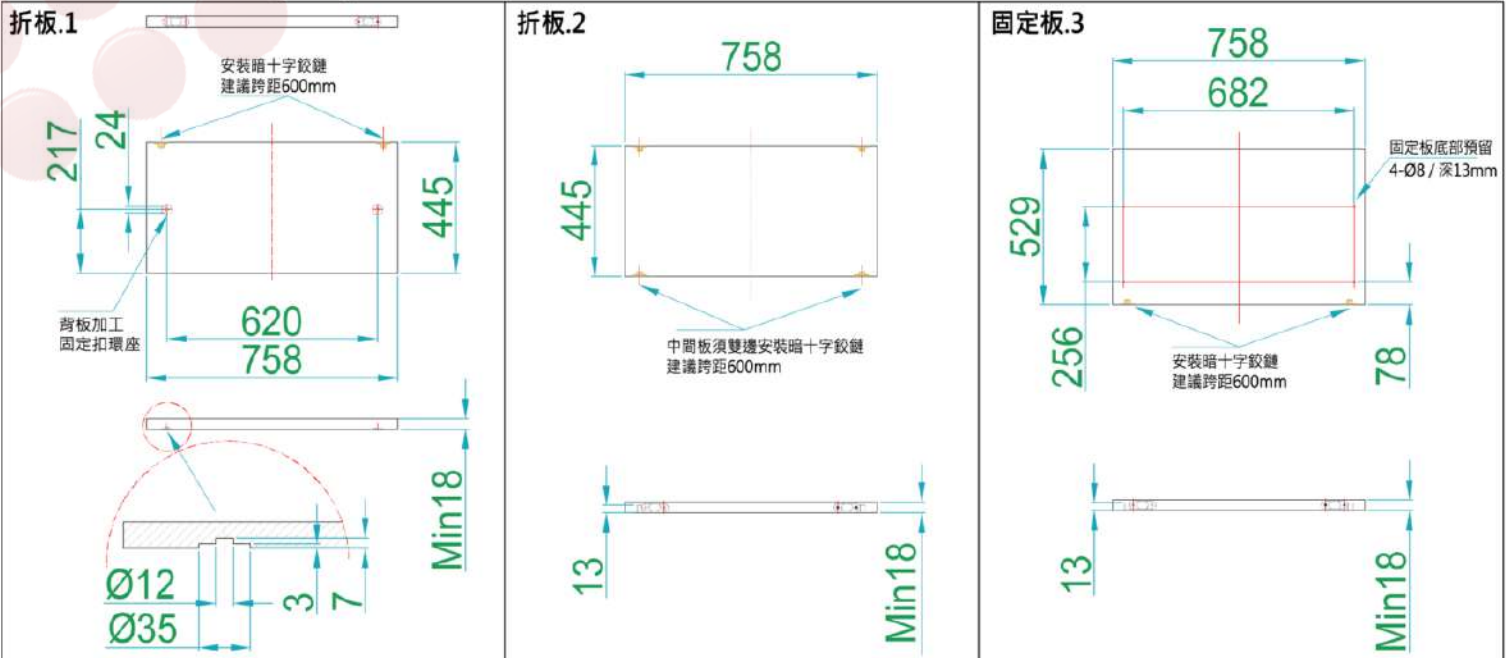 折板.1
安裝暗十字鉸鏈
建議跨距600mm
217
24
445
背板加工
固定扣環座
620
758
Min18
Ø12
Ø35
3
7
折板.2
758
445
中間板須雙邊安裝暗十字鉸鏈
建議跨距600mm
13
Min18
固定板.3
758
682
固定板底部預留
4-Ø8 / 深13mm
529
256
78
安裝暗十字鉸鏈
建議跨距600mm
13
Min18